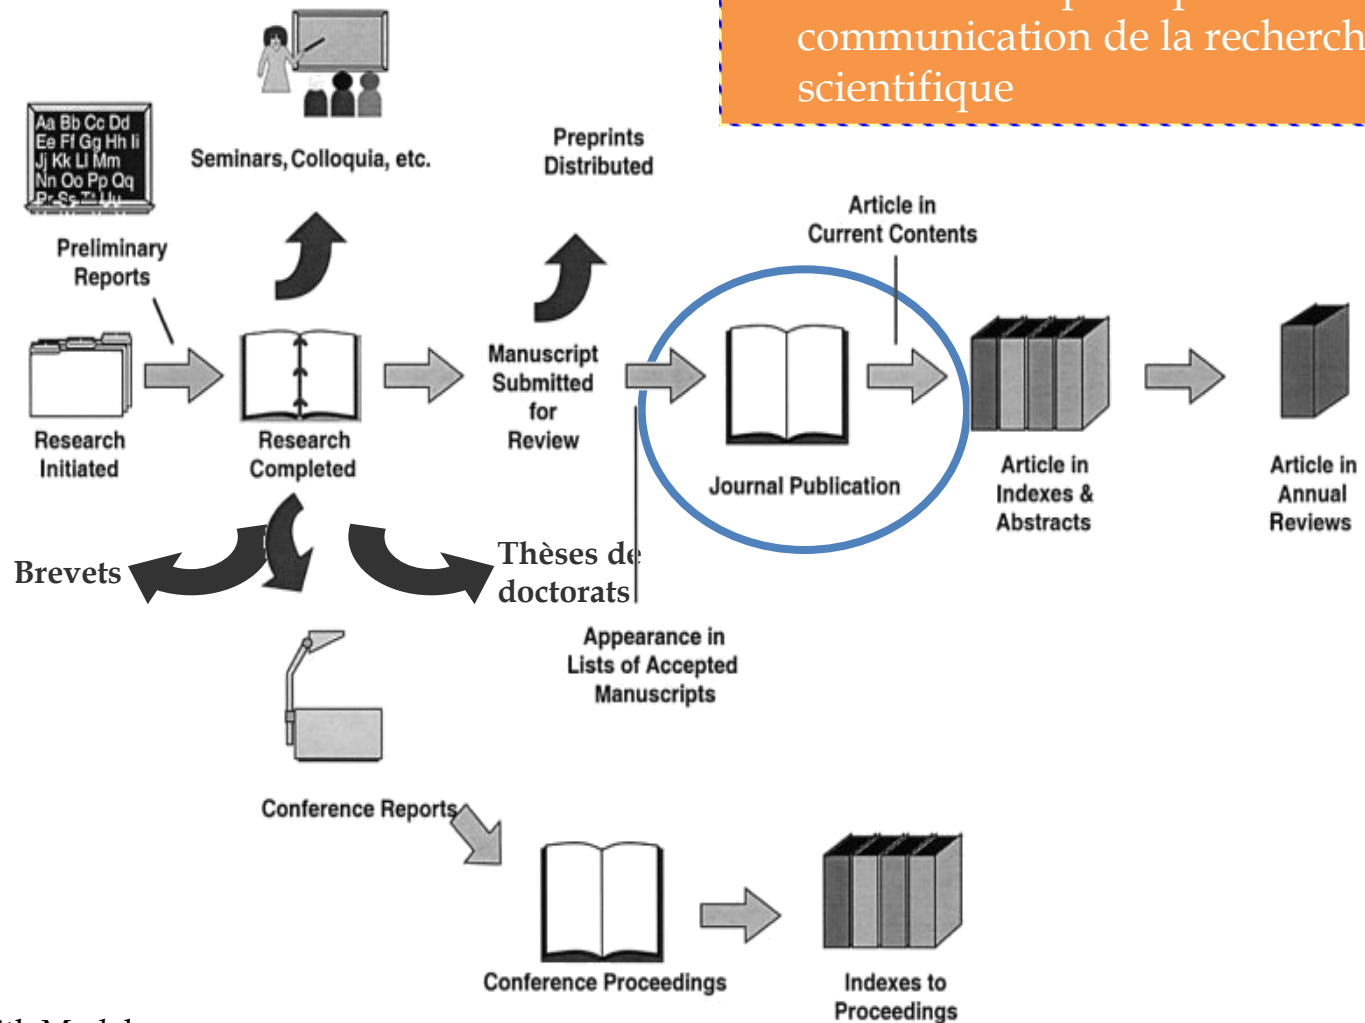 communication de la recherch
scientifique
Aa Bb Cc Dd
Ee Ff Gg Hh Ii
Jj Kk Ll Mm
Nn Oo Pp Qq
Seminars, Colloquia, etc.
Preprints
Distributed
Article in
Current Contents
Preliminary
Reports
Research
Initiated
Research
Completed
Manuscript
Submitted
for
Review
Journal Publication
Article in
Indexes &
Abstracts
Article in
Annual
Reviews
Brevets
Thèses de
doctorats
Appearance in
Lists of Accepted
Manuscripts
Conference Reports
Conference Proceedings
Indexes to
Proceedings